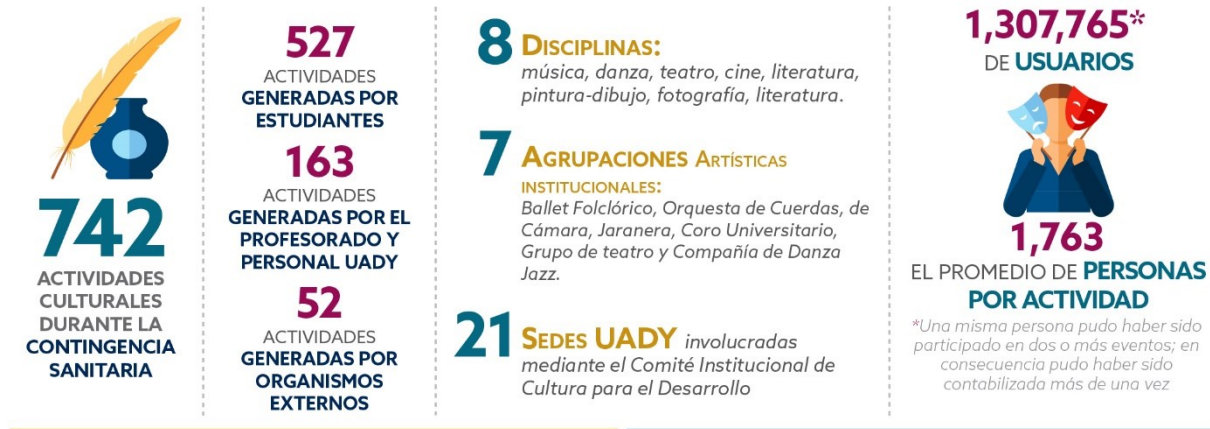 742
ACTIVIDADES
CULTURALES
DURANTE LA
CONTINGENCIA
SANITARIA
527
ACTIVIDADES
GENERADAS POR
ESTUDIANTES
163
ACTIVIDADES
GENERADAS POR EL
PROFESORADO Y
PERSONAL UADY
52
ACTIVIDADES
GENERADAS POR
ORGANISMOS
EXTERNOS
8 DISCIPLINAS:
música, danza, teatro, cine, literatura,
pintura-dibujo, fotografía, literatura.
7 AGRUPACIONES ARTÍSTICAS
INSTITUCIONALES:
Ballet Folclórico, Orquesta de Cuerdas, de
Cámara, Jaranera, Coro Universitario,
Grupo de teatro y Compañía de Danza
Jazz.
21 SEDES UADY involucradas
mediante el Comité Institucional de
Cultura para el Desarrollo
1,307,765*
DE USUARIOS
1,763
EL PROMEDIO DE PERSONAS
POR ACTIVIDAD
*Una misma persona pudo haber sido
participado en dos o más eventos; en
consecuencia pudo haber sido
contabilizada más de una vez